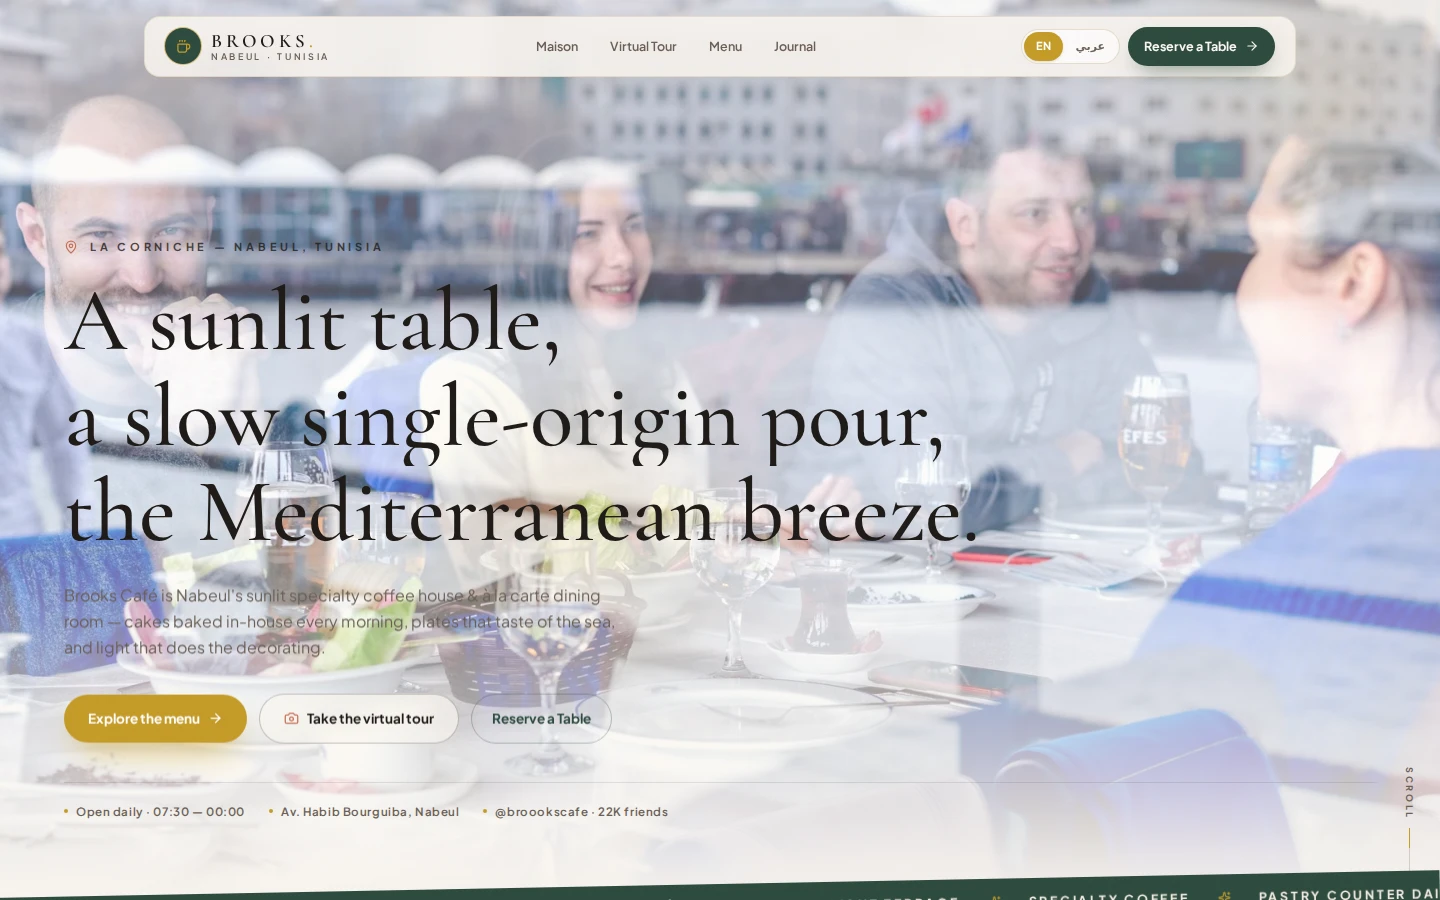 BROOKS.
NABEUL · TUNISIA
Maison
Virtual Tour
Menu
Journal
EN
عربي
Reserve a Table
LA CORNICHE — NABEUL, TUNISIA
A sunlit table,
a slow single-origin pour,
the Mediterranean breeze.
EFES
Brooks Café is Nabeul's sunlit specialty coffee house & à la carte dining
room — cakes baked in-house every morning, plates that taste of the sea,
and light that does the decorating.
Explore the menu
Take the virtual tour
Reserve a Table
SCROLL
Open daily · 07:30 — 00:00
Av. Habib Bourguiba, Nabeul
@broookscafe · 22K friends
SPECIALTY COFFEE
PASTRY COUNTER DAI